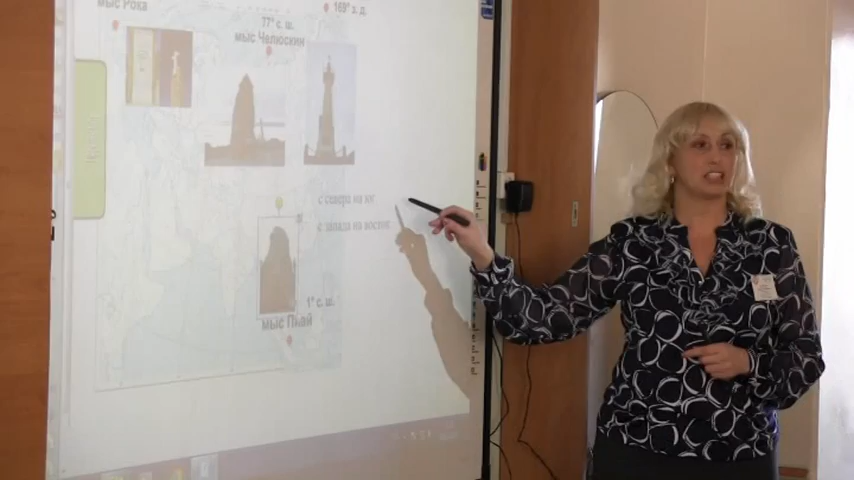 мыс Рока
169° з. д.
77° с. ш.
мыс Челюскин
с севера на юг
с запада на восток
1° с. ш.
мыс Пиай